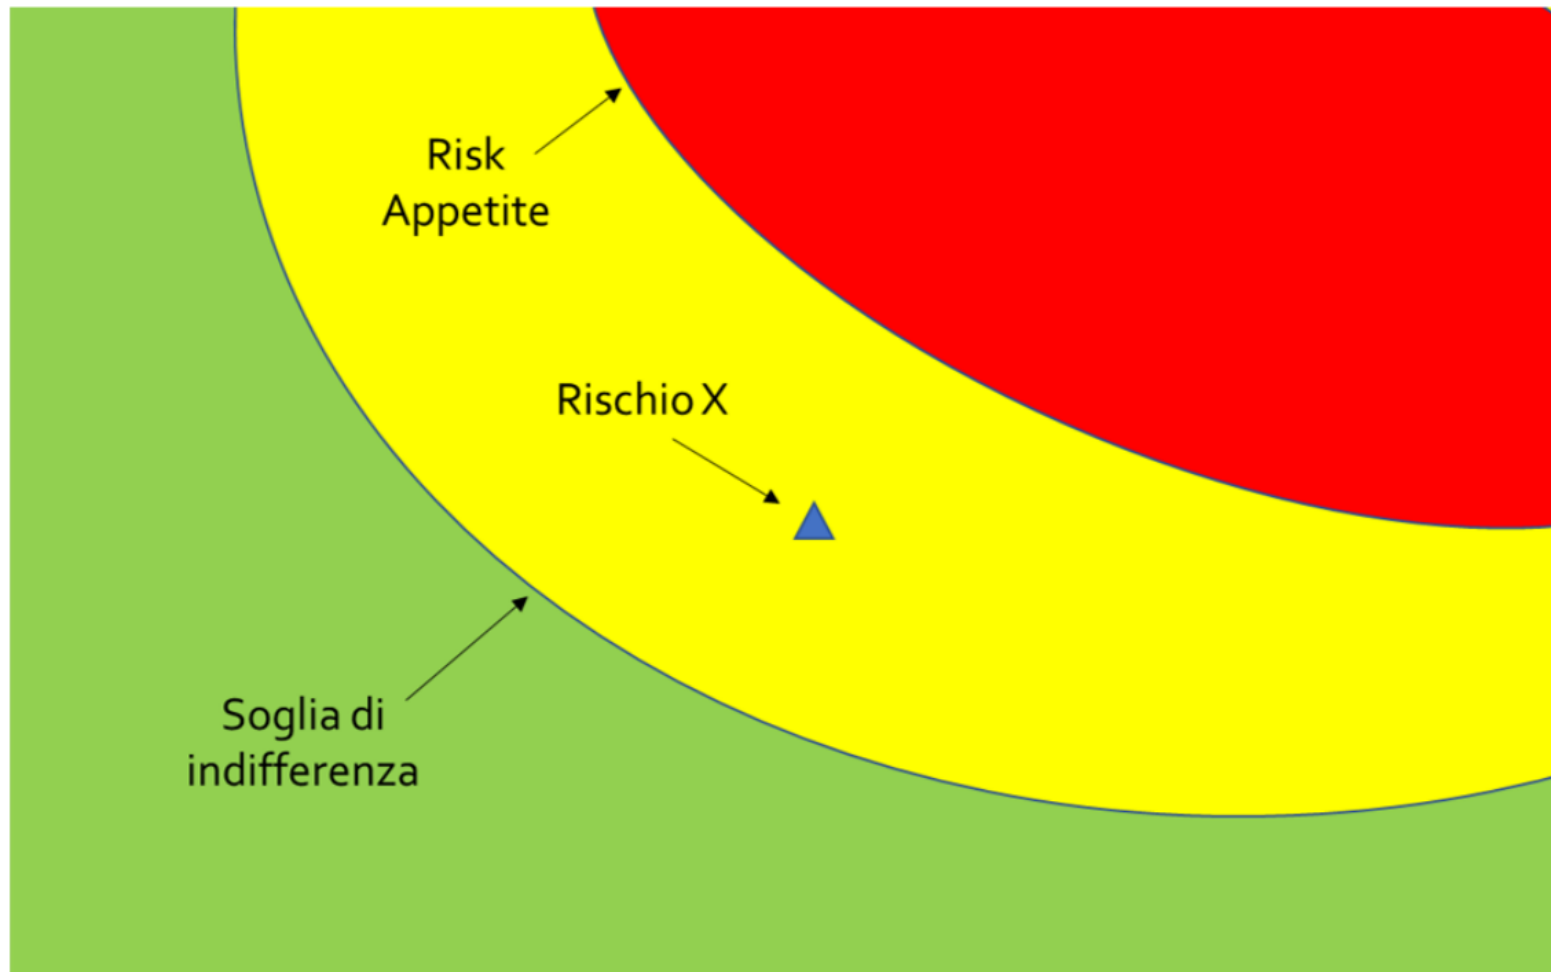 Risk
Appetite
Rischio X
Soglia di
indifferenza